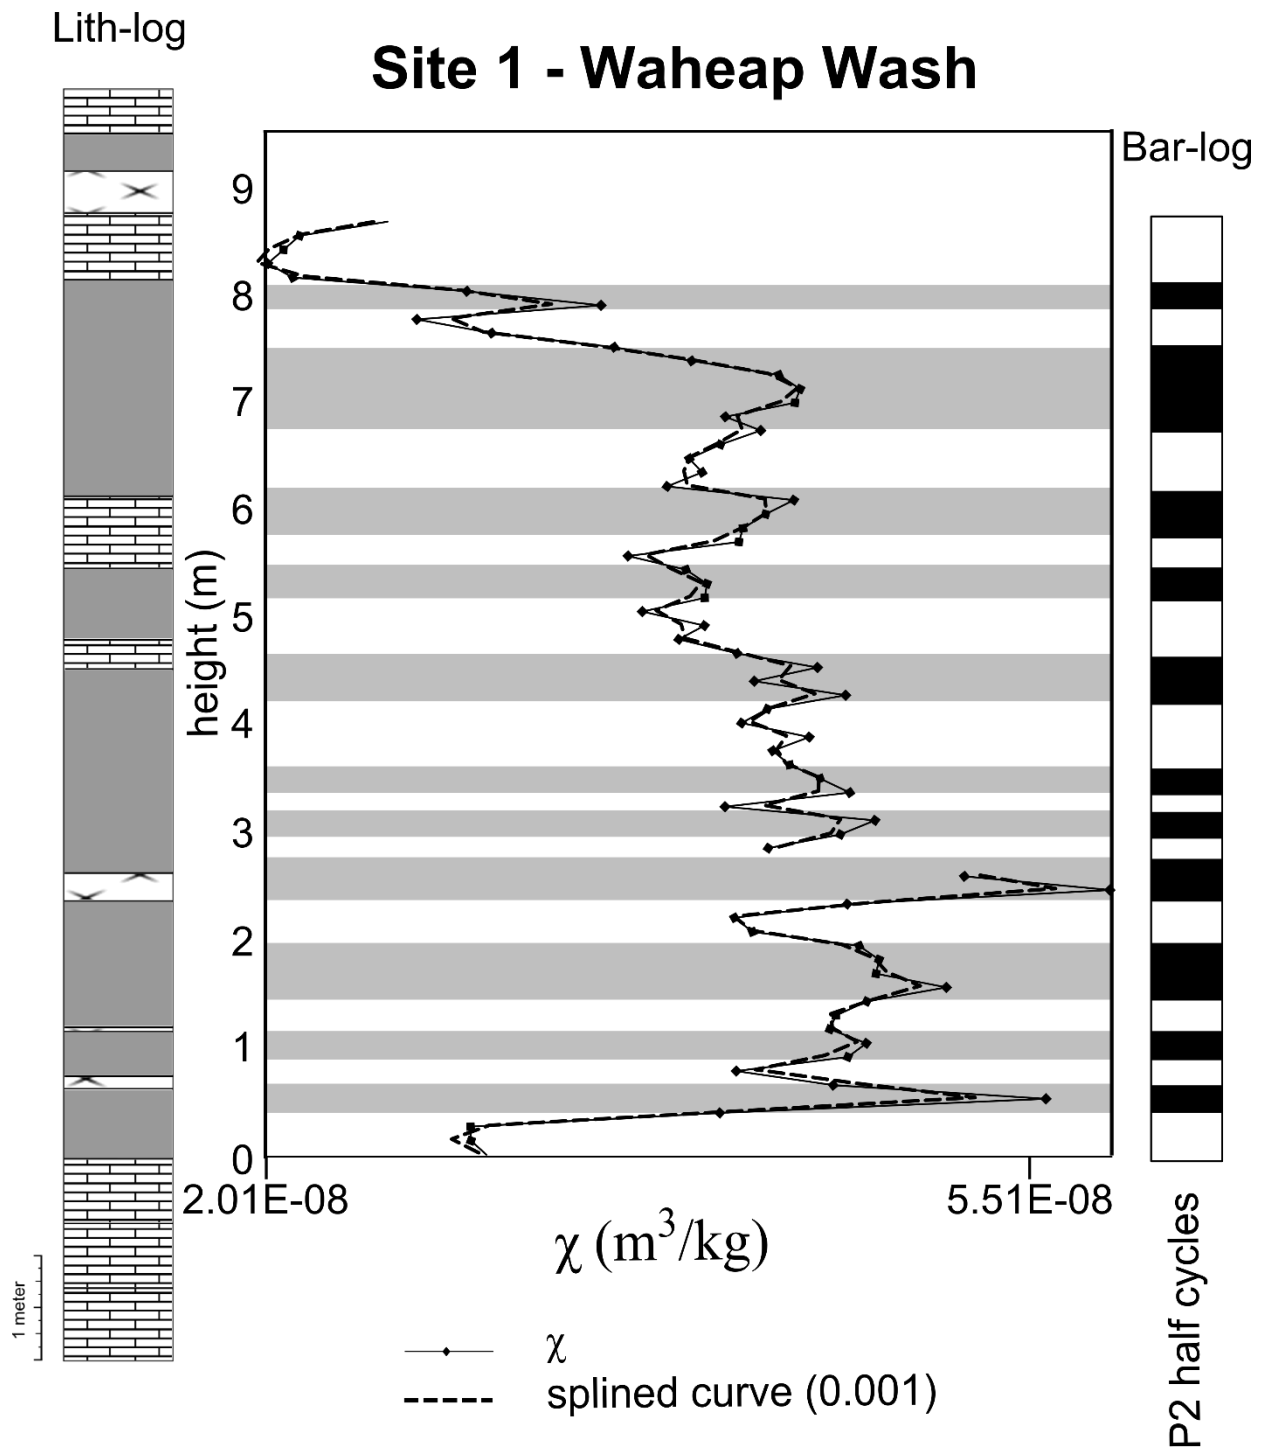 Lith-log
Site 1 - Waheap Wash
Bar-log
9
8
7
6
5
4
3
2
1
0
height (m)
2.01E-08
5.51E-08
χ (m³/kg)
P2 half cycles
1 meter
χ
splined curve (0.001)